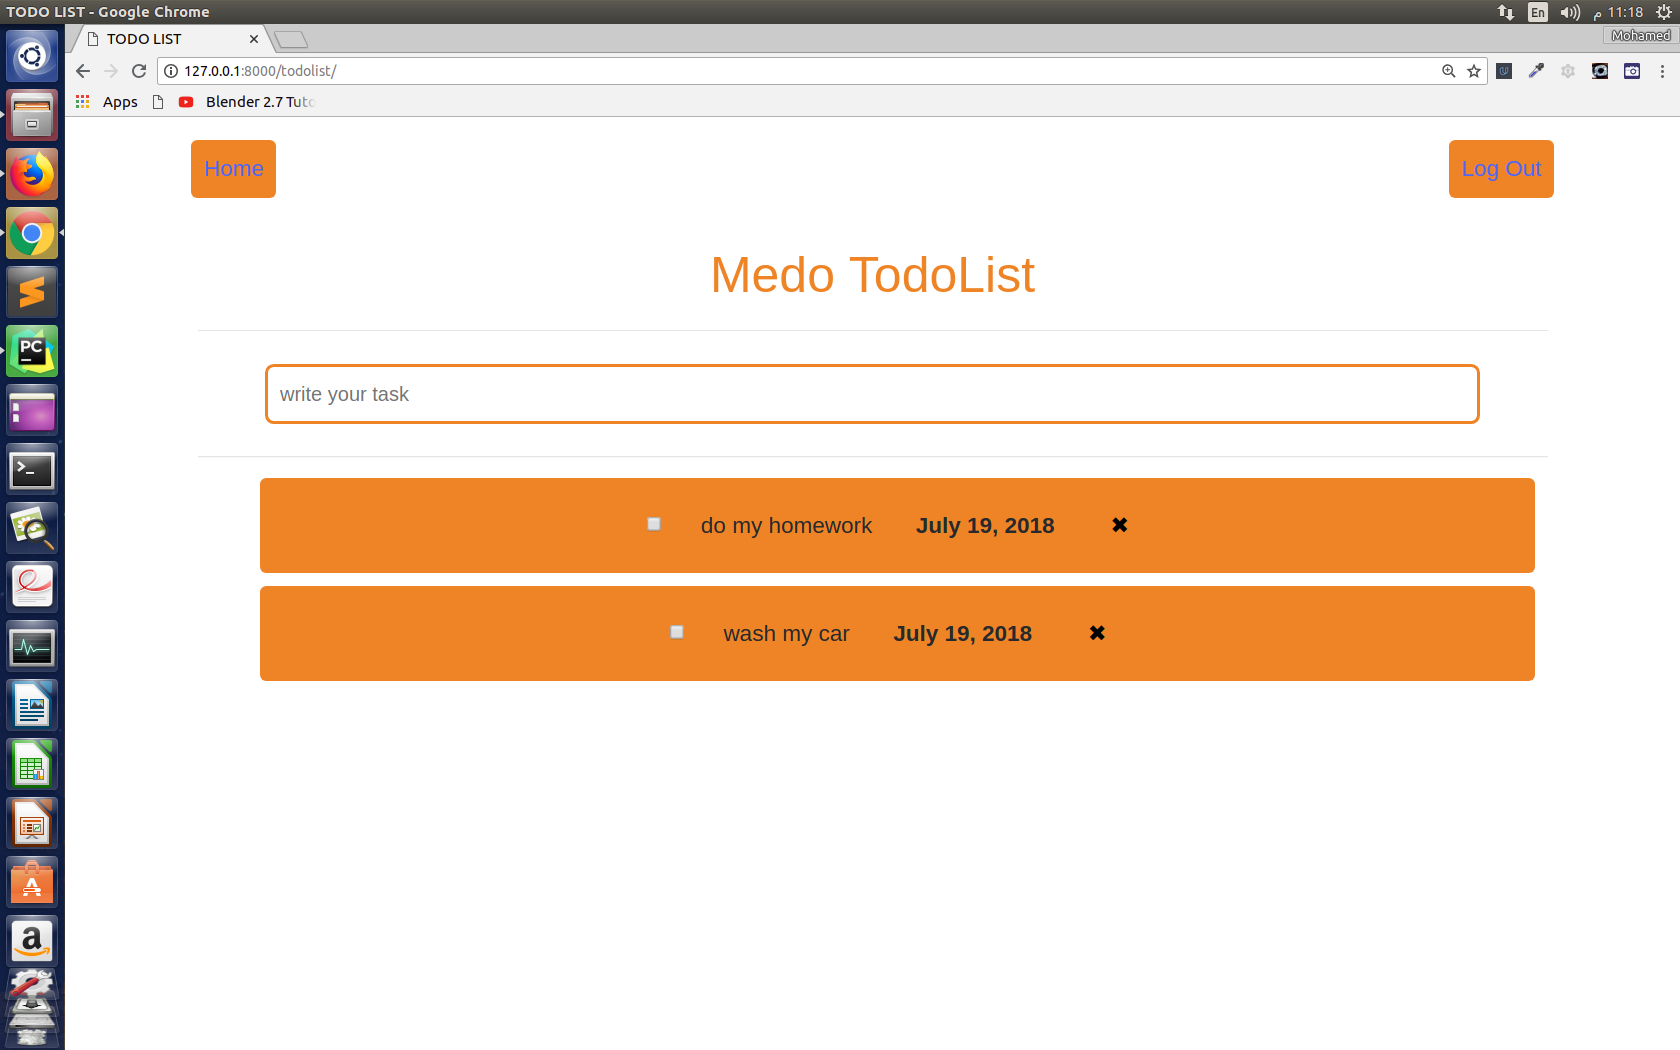 TODO LIST - Google Chrome
En
م 11:18
TODO LIST
Mohamed
127.0.0.1:8000/todolist/
Apps
Blender 2.7 Tuto
Home
Log Out
Medo TodoList
write your task
do my homework July 19, 2018 ✖
wash my car July 19, 2018 ✖
PC